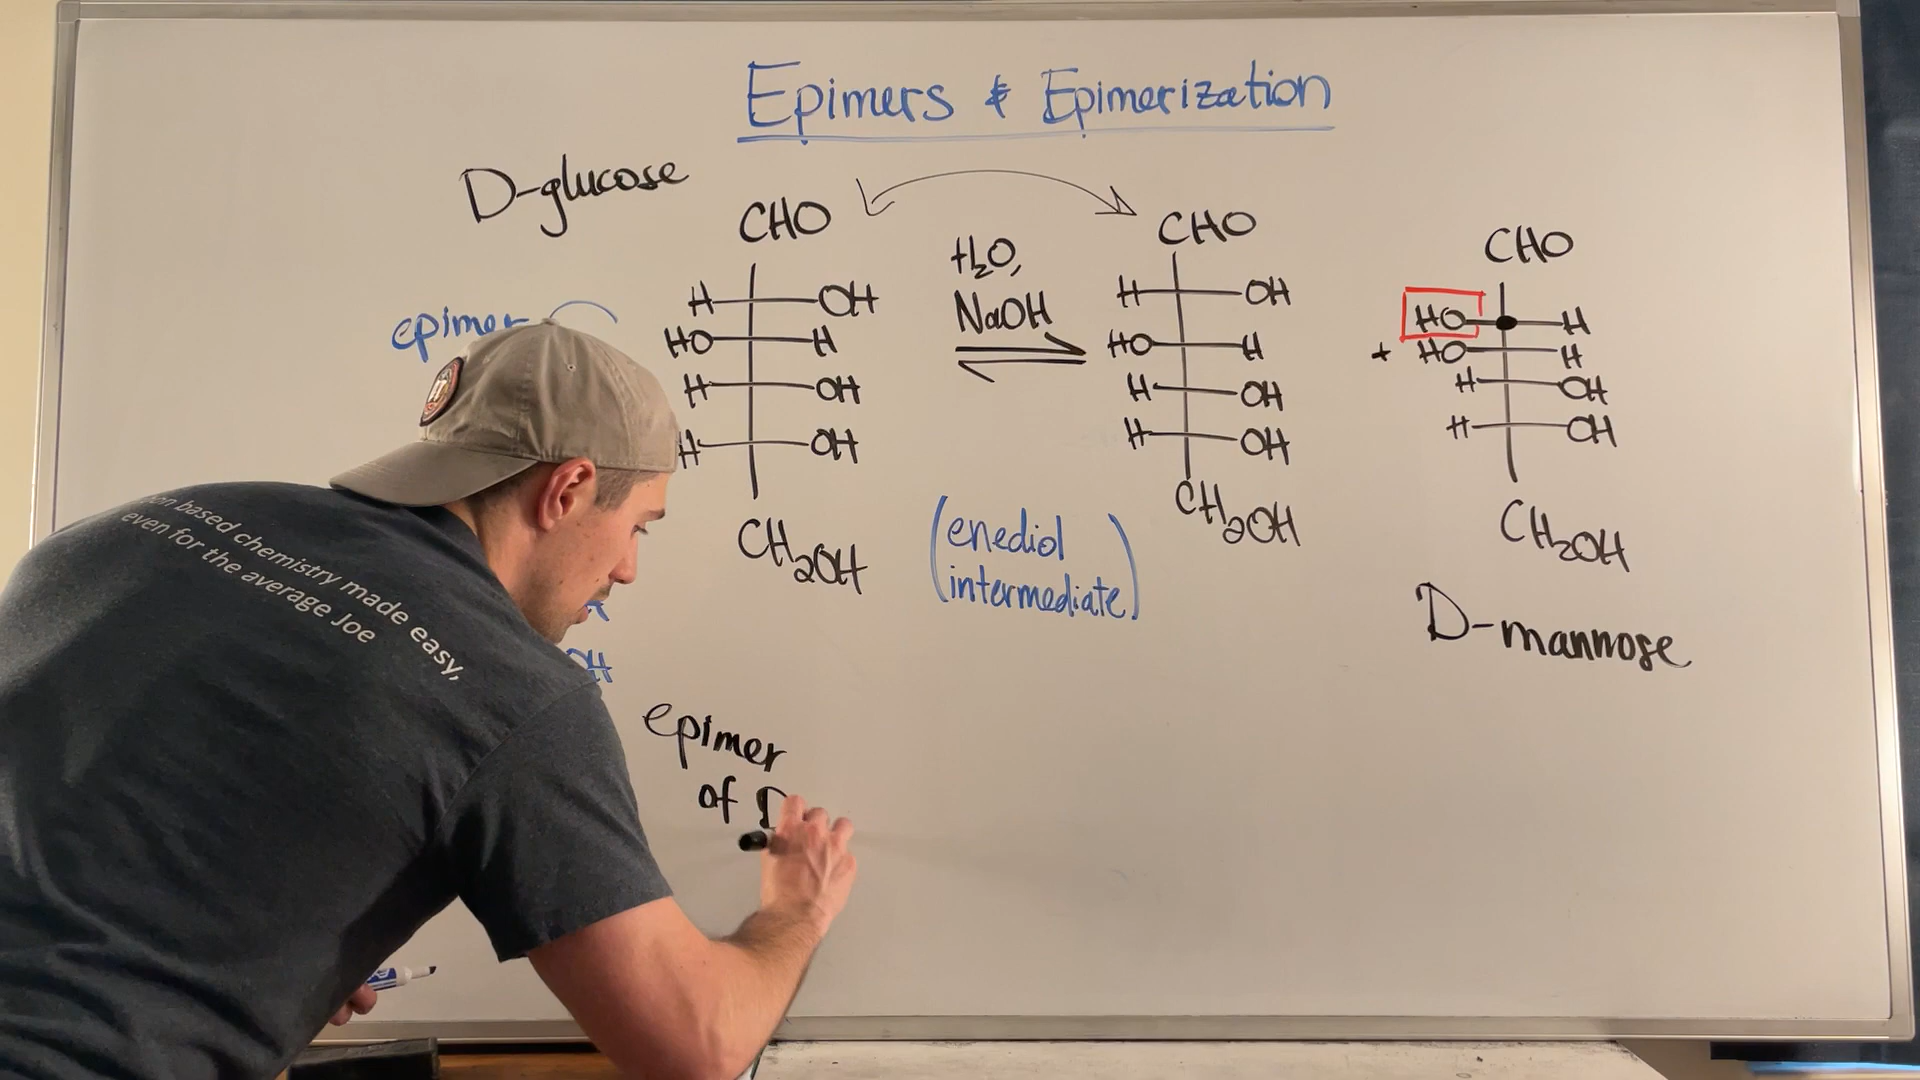 Epimers & Epimerization
D-glucose
CHO
H OH
HO H
H OH
H OH
CH2OH
epimer
H2O,
NaOH
(enediol
intermediate)
CHO
H OH
HO H
H OH
H OH
CH2OH
+
CHO
HO H
HO H
H OH
H OH
CH2OH
D-mannose
OH
epimer
of D
based chemistry made easy,
even for the average Joe